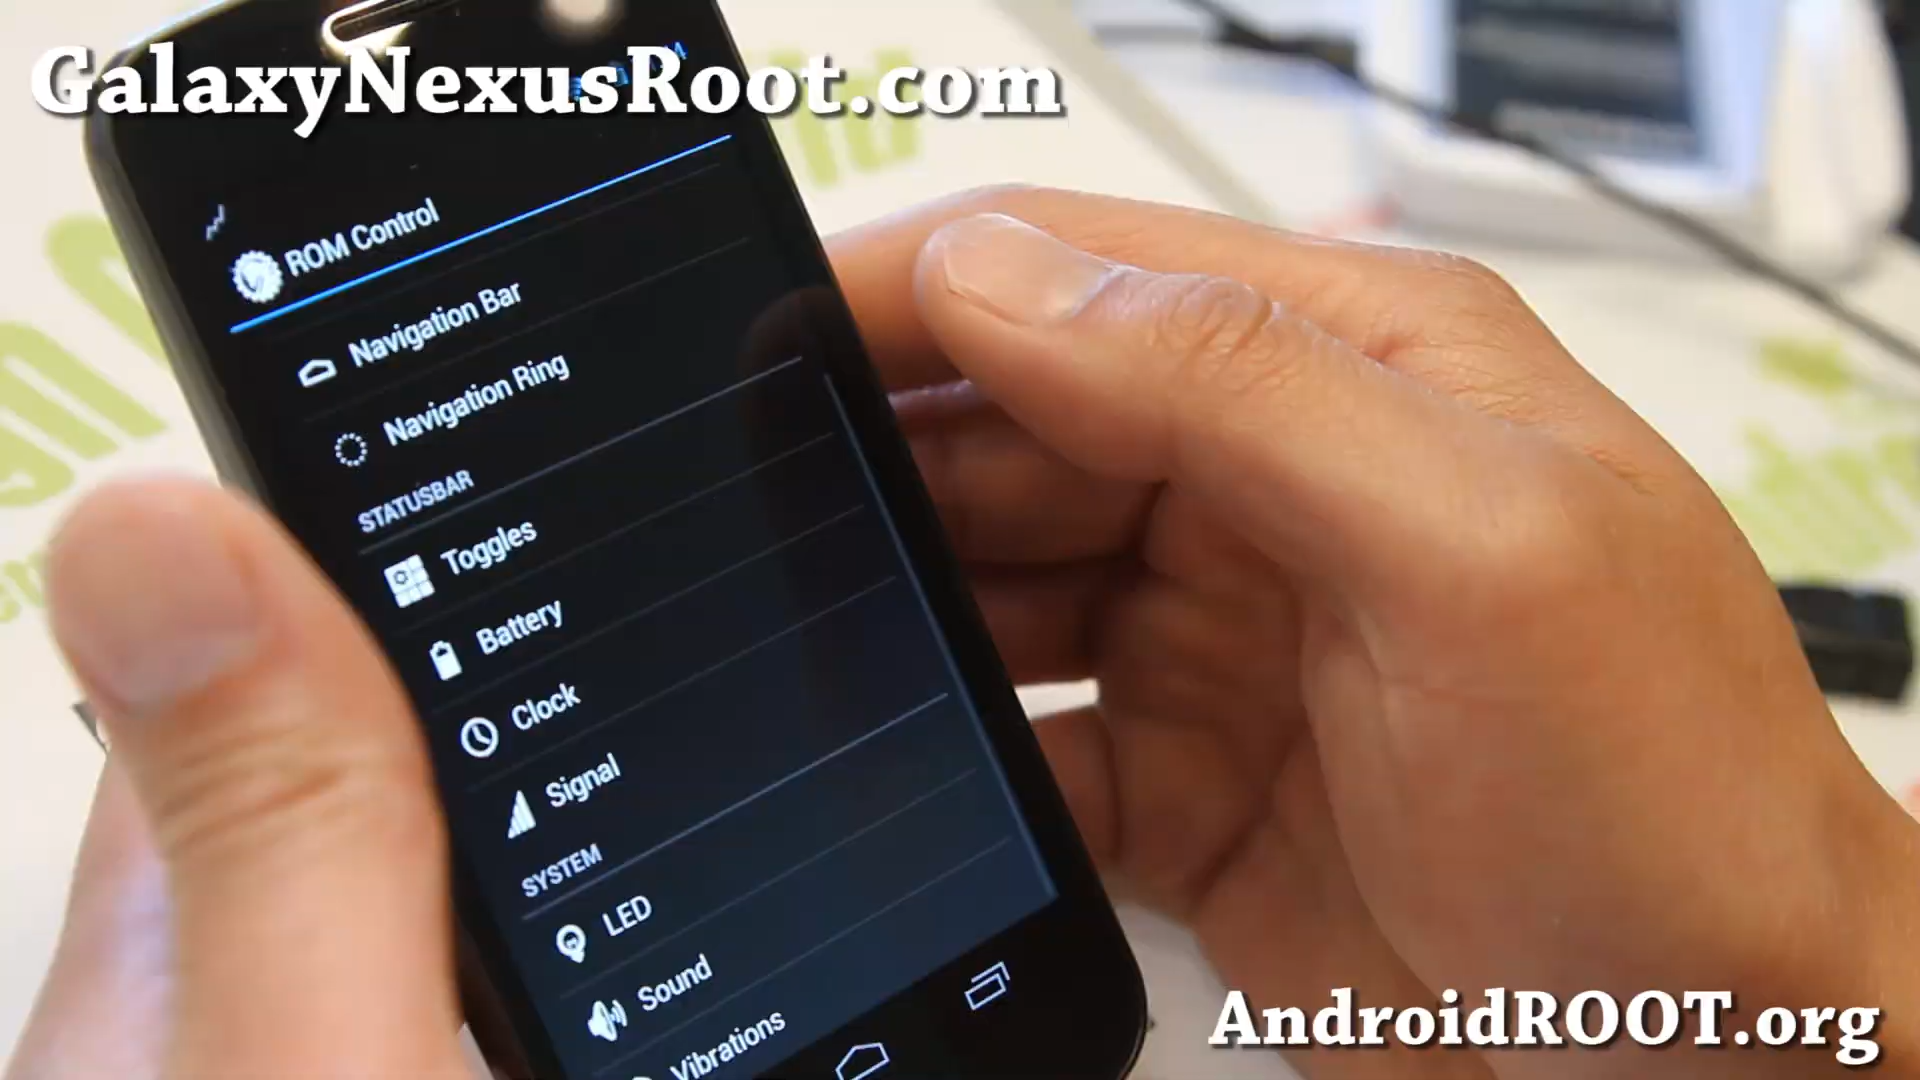 GalaxyNexusRoot.com
ROM Control
Navigation Bar
Navigation Ring
STATUSBAR
Toggles
Battery
Clock
Signal
SYSTEM
LED
Sound
Vibrations
AndroidROOT.org